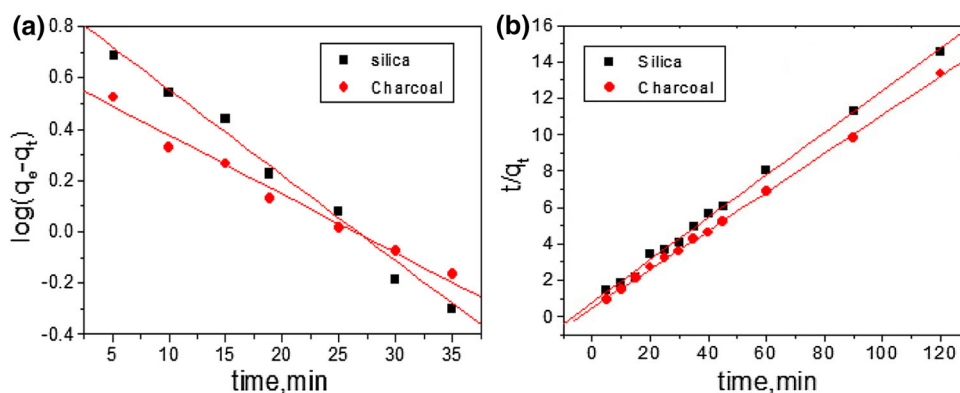 (a)
0.8
0.6
0.4
0.2
0.0
-0.2
-0.4
log(qe-qt)
silica
Charcoal
5 10 15 20 25 30 35
time,min
(b)
16
14
12
10
8
6
4
2
0
t/qt
Silica
Charcoal
0 20 40 60 80 100 120
time,min